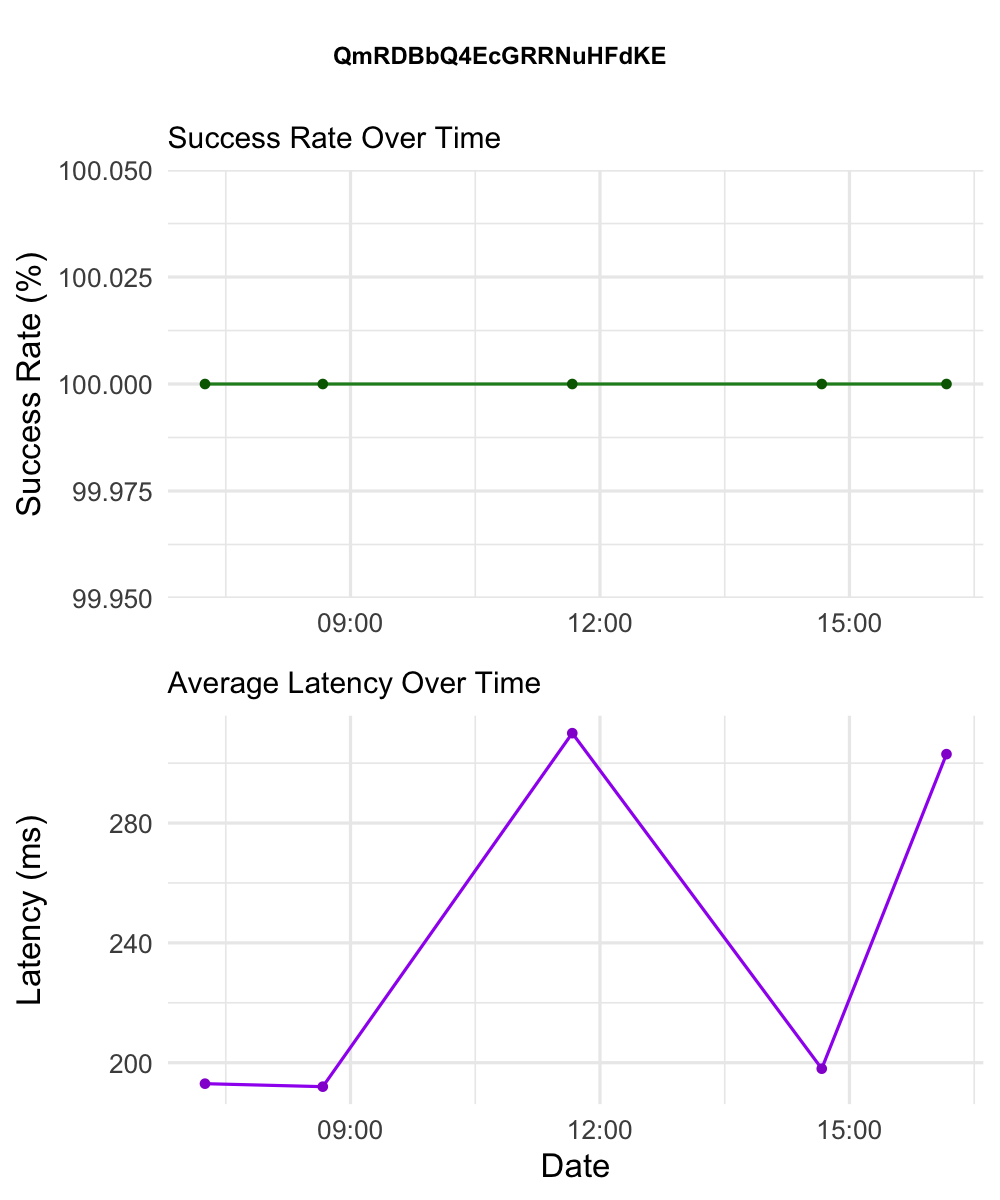 QmRDBbQ4EcGRRNuHFdKE
Success Rate Over Time
Success Rate (%)
100.050
100.025
100.000
99.975
99.950
09:00 12:00 15:00
Average Latency Over Time
Latency (ms)
280
240
200
09:00 12:00 15:00
Date